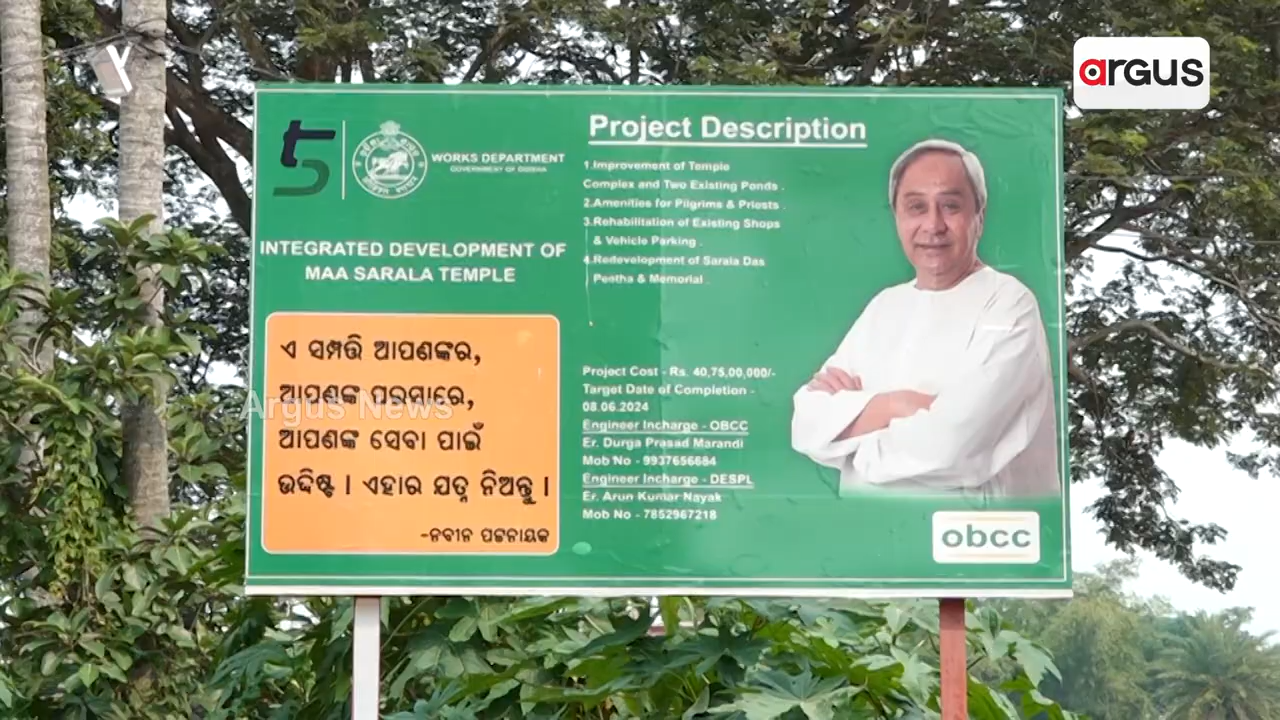 argus
5
WORKS DEPARTMENT
GOVERNMENT OF ODISHA
INTEGRATED DEVELOPMENT OF
MAA SARALA TEMPLE
ଏ ସମ୍ପତ୍ତି ଆପଣଙ୍କର,
ଆପଣଙ୍କ ପଇସାରେ,
ଆପଣଙ୍କ ସେବା ପାଇଁ
ଉଦ୍ଦିଷ୍ଟ । ଏହାର ଯତ୍ନ ନିଅନ୍ତୁ ।
-ନବୀନ ପଟ୍ଟନାୟକ
Argus News
Project Description
1.Improvement of Temple
Complex and Two Existing Ponds .
2.Amenities for Pilgrims & Priests .
3.Rehabilitation of Existing Shops
& Vehicle Parking .
4.Redevelopment of Sarala Das
Peetha & Memorial .
Project Cost - Rs. 40,75,00,000/-
Target Date of Completion -
08.06.2024
Engineer Incharge - OBCC
Er. Durga Prasad Marandi
Mob No - 9937656684
Engineer Incharge - DESPL
Er. Arun Kumar Nayak
Mob No - 7852967218
obcc